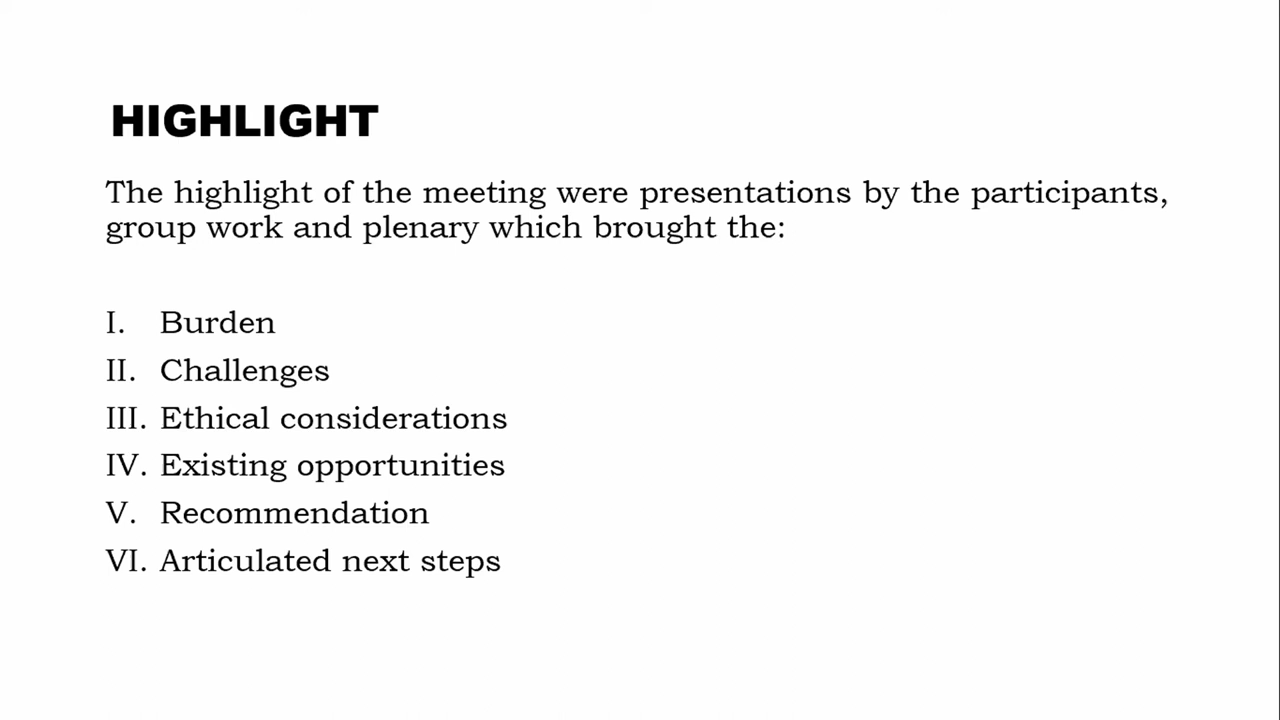 HIGHLIGHT
The highlight of the meeting were presentations by the participants,
group work and plenary which brought the:
I. Burden
II. Challenges
III. Ethical considerations
IV. Existing opportunities
V. Recommendation
VI. Articulated next steps